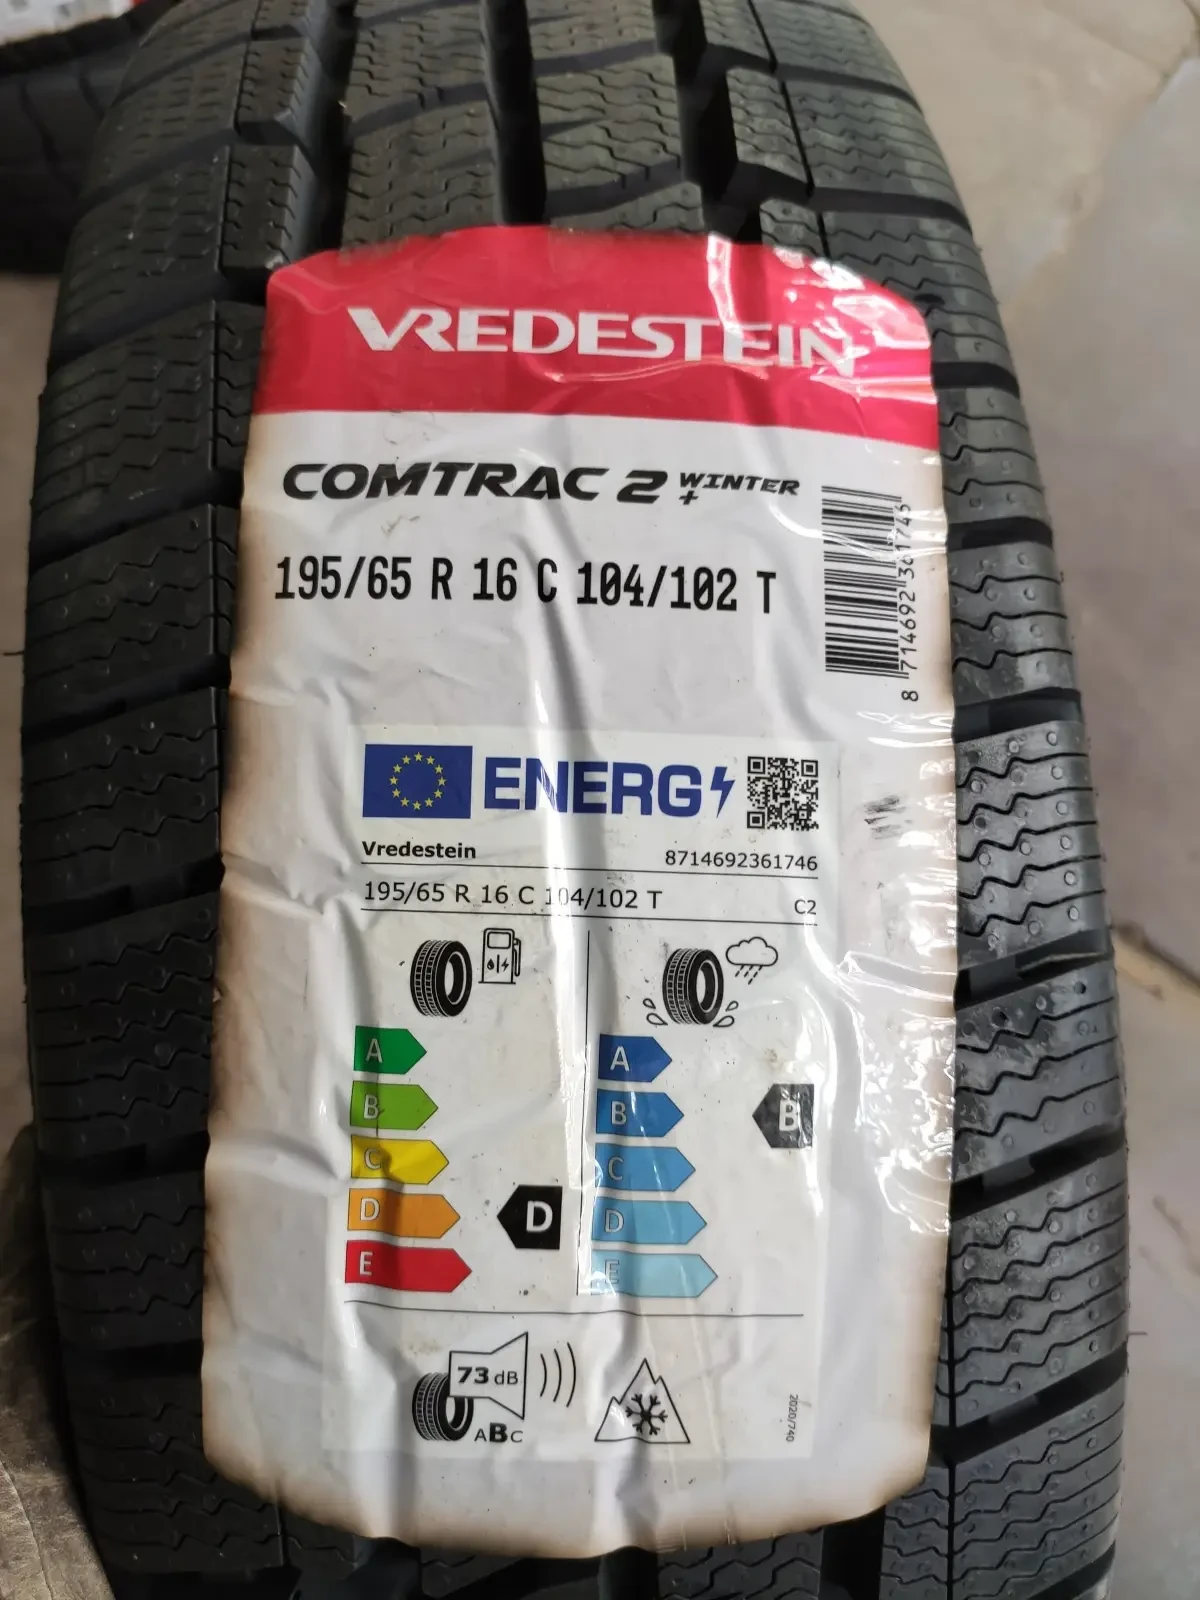 VREDESTEIN
COMTRAC 2 WINTER
+
195/65 R 16 C 104/102 T
8 714692 361746
ENERG
Vredestein
8714692361746
195/65 R 16 C 104/102 T
C2
A
B
C
D
E
D
A
B
C
D
E
B
73 dB
ABC
2020/740